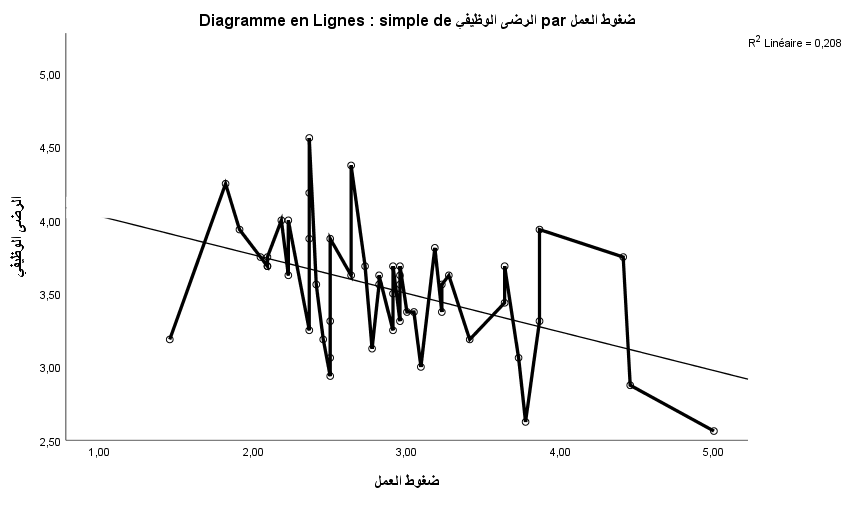 Diagramme en Lignes : simple de الرضى الوظيفي par ضغوط العمل
R2 Linéaire = 0,208
5,00
4,50
4,00
3,50
3,00
2,50
الرضى الوظيفي
1,00 2,00 3,00 4,00 5,00
ضغوط العمل